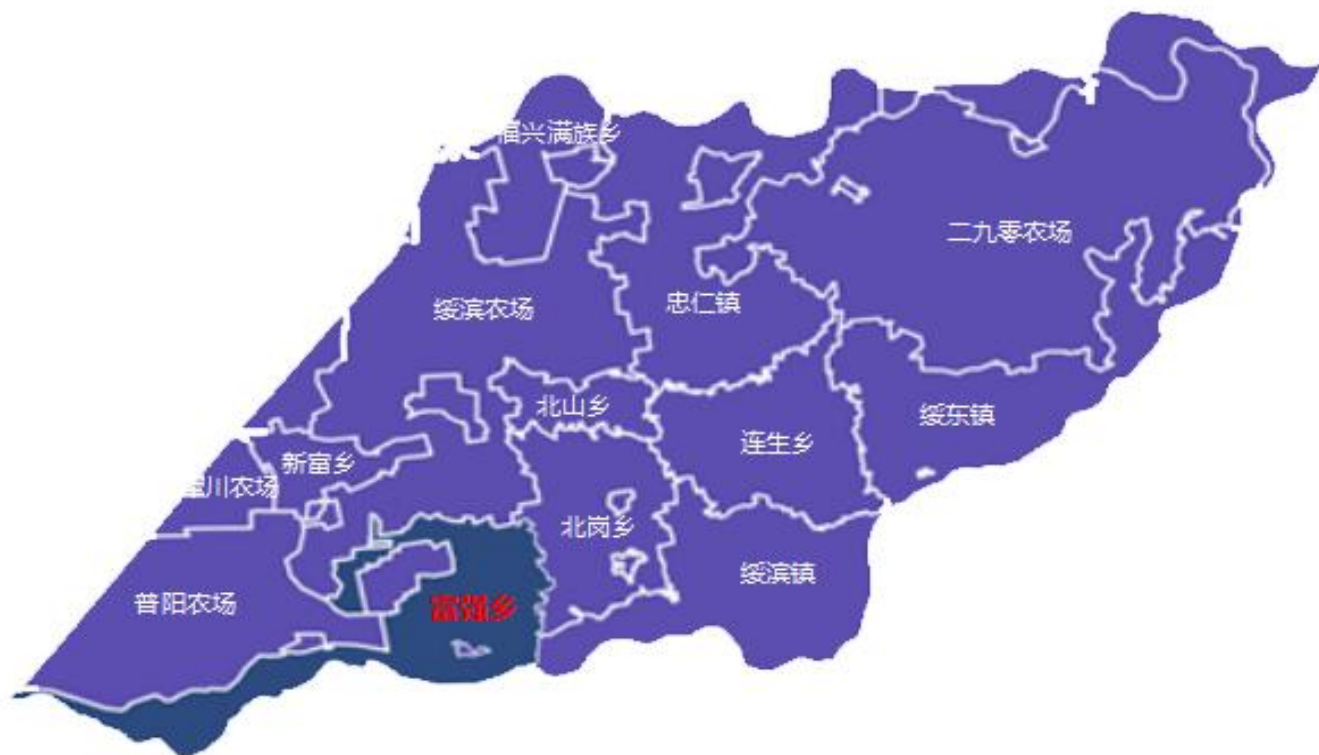 福兴满族乡
二九零农场
绥滨农场
忠仁镇
北山乡
绥东镇
连生乡
新富乡
宝川农场
北岗乡
绥滨镇
普阳农场
富强乡